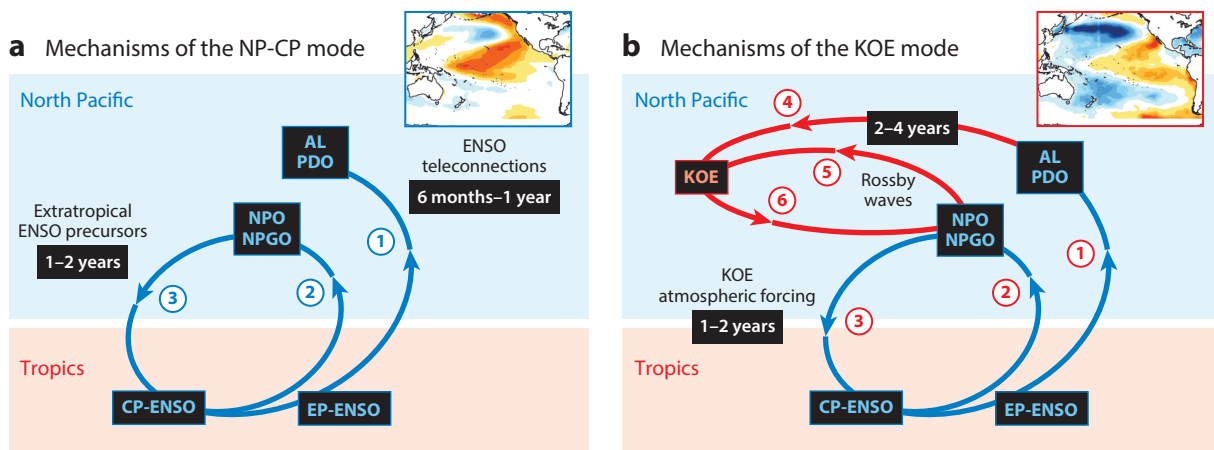 a Mechanisms of the NP-CP mode
North Pacific
AL
PDO
ENSO
teleconnections
6 months–1 year
Extratropical
ENSO precursors
1–2 years
NPO
NPGO
1
2
3
Tropics
CP-ENSO
EP-ENSO
b Mechanisms of the KOE mode
North Pacific
4
2–4 years
AL
PDO
KOE
5
Rossby
waves
6
NPO
NPGO
1
KOE
atmospheric forcing
1–2 years
2
3
Tropics
CP-ENSO
EP-ENSO